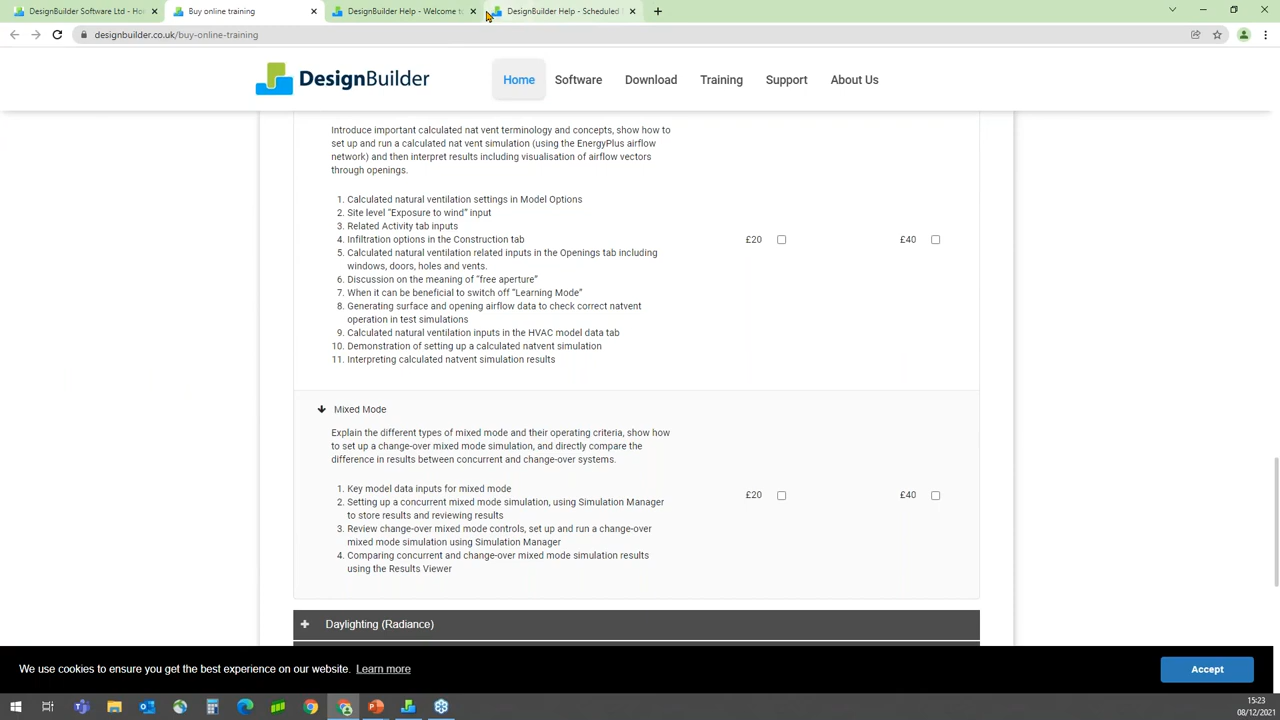 DesignBuilder Software Ltd - Ho
Buy online training
DesignBuilder Help - Welcome to
DesignBuilder Help - Scheduled
designbuilder.co.uk/buy-online-training
DesignBuilder
Home
Software
Download
Training
Support
About Us
Introduce important calculated nat vent terminology and concepts, show how to
set up and run a calculated nat vent simulation (using the EnergyPlus airflow
network) and then interpret results including visualisation of airflow vectors
through openings.
1. Calculated natural ventilation settings in Model Options
2. Site level "Exposure to wind" input
3. Related Activity tab inputs
4. Infiltration options in the Construction tab
£20
£40
5. Calculated natural ventilation related inputs in the Openings tab including
windows, doors, holes and vents.
6. Discussion on the meaning of "free aperture"
7. When it can be beneficial to switch off "Learning Mode"
8. Generating surface and opening airflow data to check correct natvent
operation in test simulations
9. Calculated natural ventilation inputs in the HVAC model data tab
10. Demonstration of setting up a calculated natvent simulation
11. Interpreting calculated natvent simulation results
Mixed Mode
Explain the different types of mixed mode and their operating criteria, show how
to set up a change-over mixed mode simulation, and directly compare the
difference in results between concurrent and change-over systems.
1. Key model data inputs for mixed mode
£20
£40
2. Setting up a concurrent mixed mode simulation, using Simulation Manager
to store results and reviewing results
3. Review change-over mixed mode controls, set up and run a change-over
mixed mode simulation using Simulation Manager
4. Comparing concurrent and change-over mixed mode simulation results
using the Results Viewer
Daylighting (Radiance)
We use cookies to ensure you get the best experience on our website. Learn more
Accept
15:23
08/12/2021